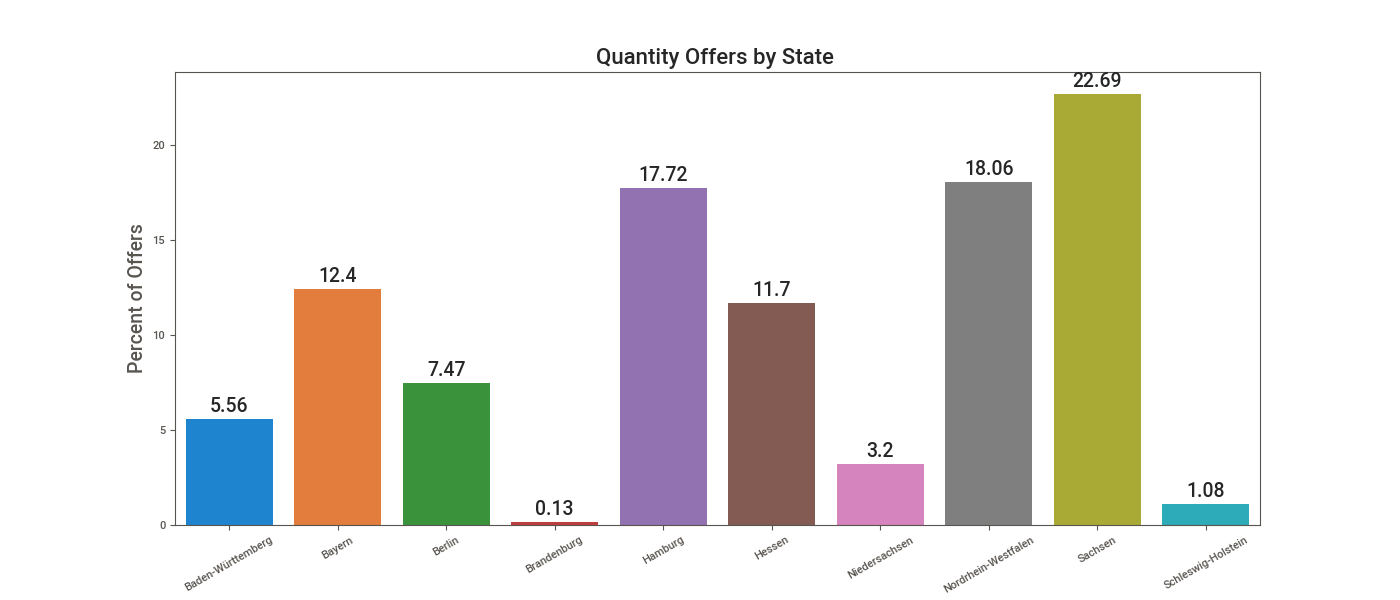 Quantity Offers by State
Percent of Offers
20
15
10
5
0
5.56
12.4
7.47
0.13
17.72
11.7
3.2
18.06
22.69
1.08
Baden-Württemberg
Bayern
Berlin
Brandenburg
Hamburg
Hessen
Niedersachsen
Nordrhein-Westfalen
Sachsen
Schleswig-Holstein